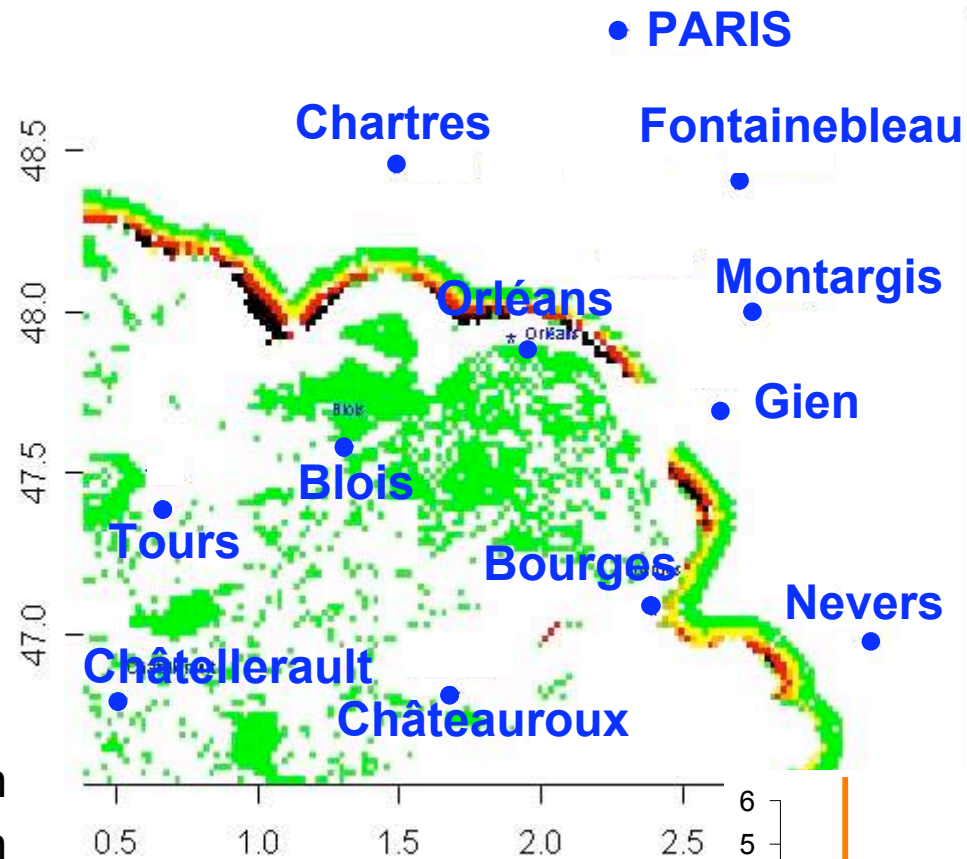 PARIS
Chartres
Fontainebleau
48.5
Montargis
Orléans
48.0
* Orléans
Gien
Blois
47.5
Blois
Tours
Bourges
Nevers
47.0
Châtellerault
Châteauroux
n
6
n
0.5 1.0 1.5 2.0 2.5
5